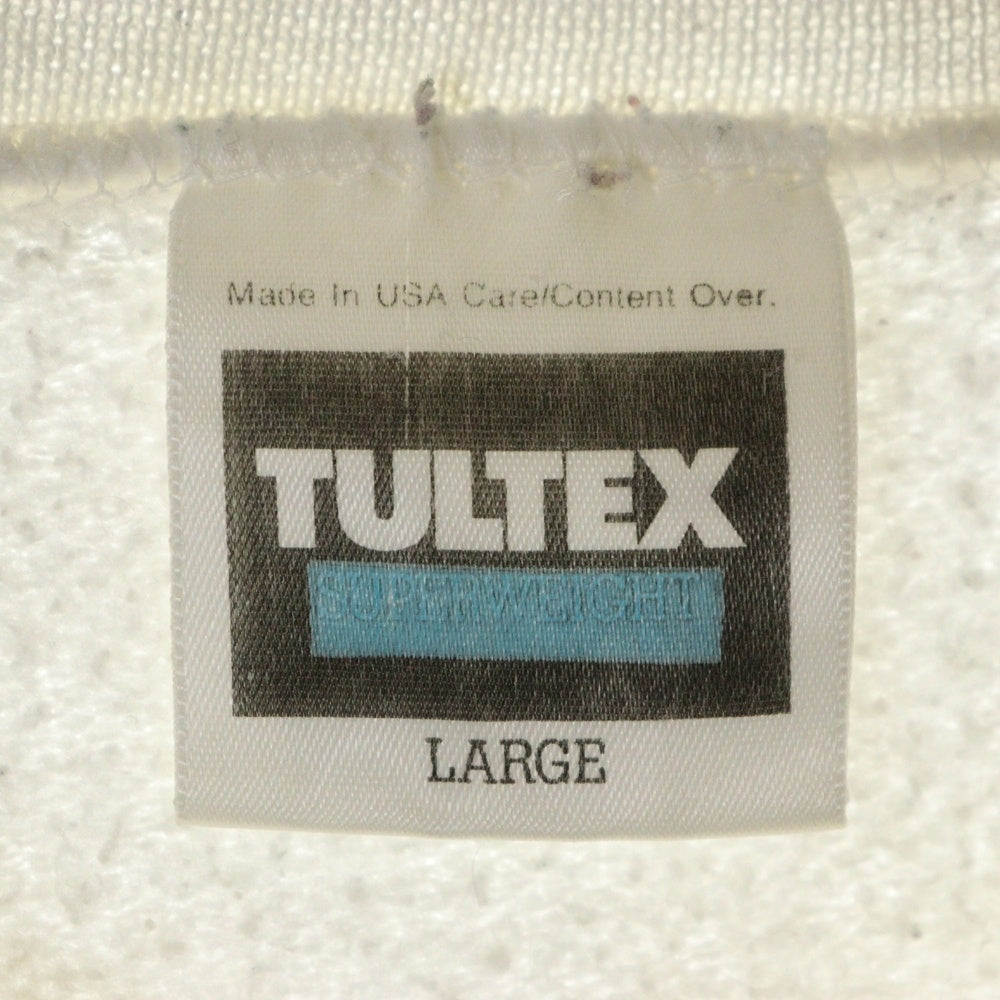 Made In USA Care/Content Over.
TULTEX
SUPERWEIGHT
LARGE